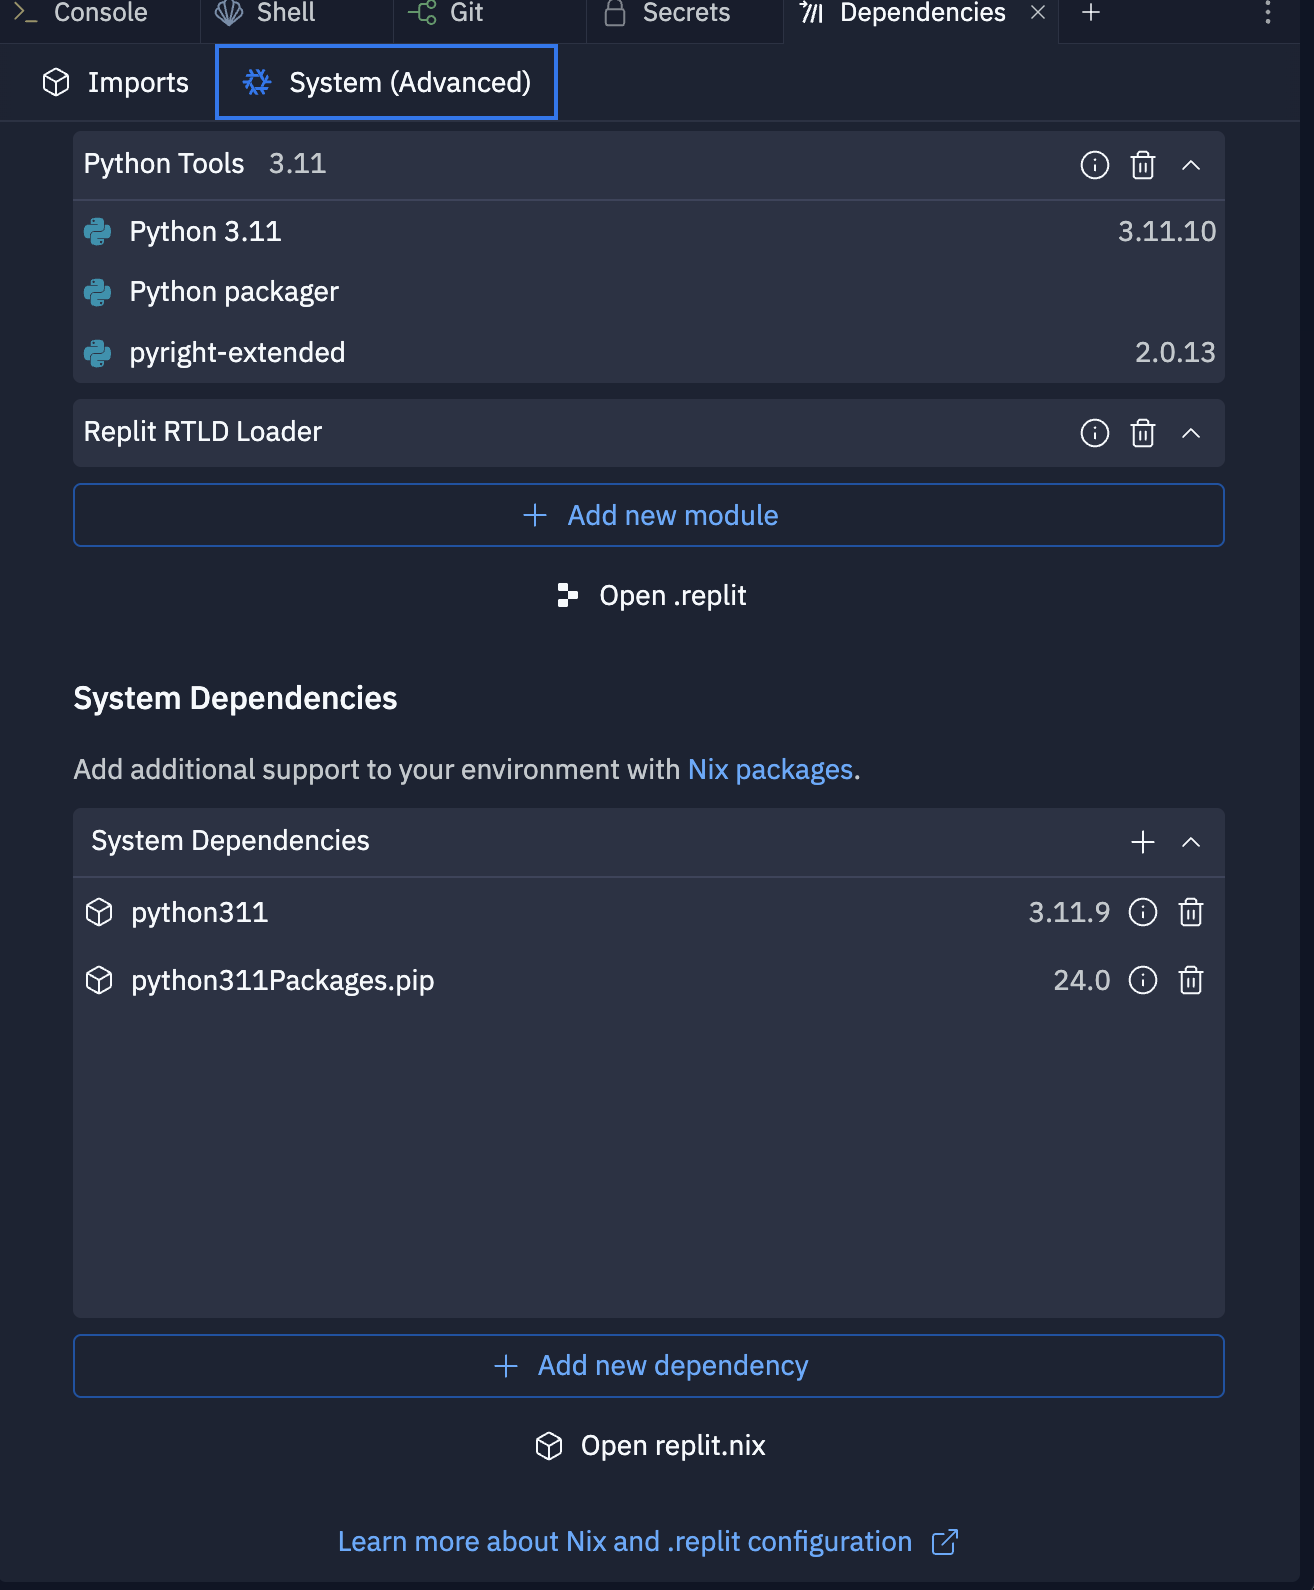 Console Shell Git Secrets Dependencies
Imports System (Advanced)
Python Tools 3.11
Python 3.11 3.11.10
Python packager
pyright-extended 2.0.13
Replit RTLD Loader
Add new module
Open .replit
System Dependencies
Add additional support to your environment with Nix packages.
System Dependencies
python311 3.11.9
python311Packages.pip 24.0
Add new dependency
Open replit.nix
Learn more about Nix and .replit configuration